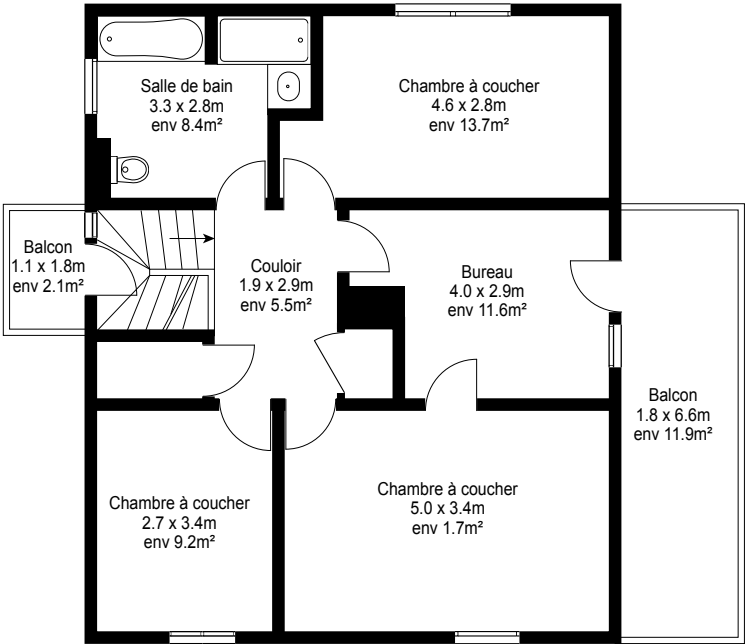 Salle de bain
3.3 x 2.8m
env 8.4m²
Chambre à coucher
4.6 x 2.8m
env 13.7m²
Balcon
1.1 x 1.8m
env 2.1m²
Couloir
1.9 x 2.9m
env 5.5m²
Bureau
4.0 x 2.9m
env 11.6m²
Balcon
1.8 x 6.6m
env 11.9m²
Chambre à coucher
2.7 x 3.4m
env 9.2m²
Chambre à coucher
5.0 x 3.4m
env 1.7m²